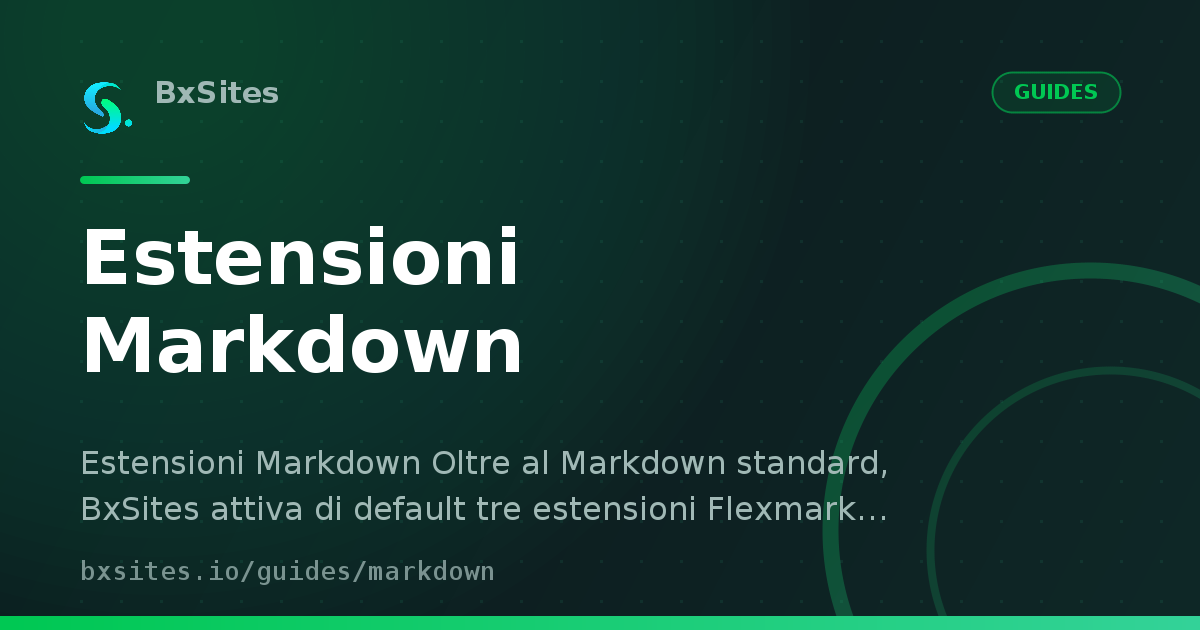 BxSites
GUIDES
Estensioni
Markdown
Estensioni Markdown Oltre al Markdown standard,
BxSites attiva di default tre estensioni Flexmark…
bxsites.io/guides/markdown